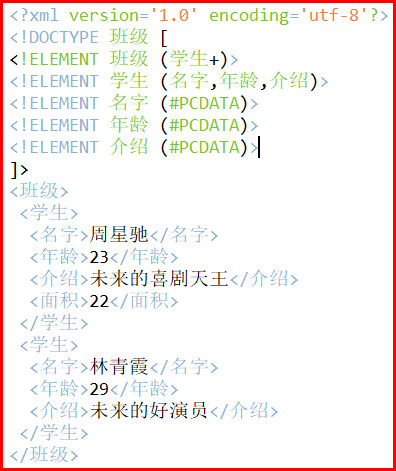 <?xml version='1.0' encoding='utf-8'?>
<!DOCTYPE 班级 [
<!ELEMENT 班级 (学生+)>
<!ELEMENT 学生 (名字,年龄,介绍)>
<!ELEMENT 名字 (#PCDATA)>
<!ELEMENT 年龄 (#PCDATA)>
<!ELEMENT 介绍 (#PCDATA)>
]>
<班级>
<学生>
<名字>周星驰</名字>
<年龄>23</年龄>
<介绍>未来的喜剧天王</介绍>
<面积>22</面积>
</学生>
<学生>
<名字>林青霞</名字>
<年龄>29</年龄>
<介绍>未来的好演员</介绍>
</学生>
</班级>